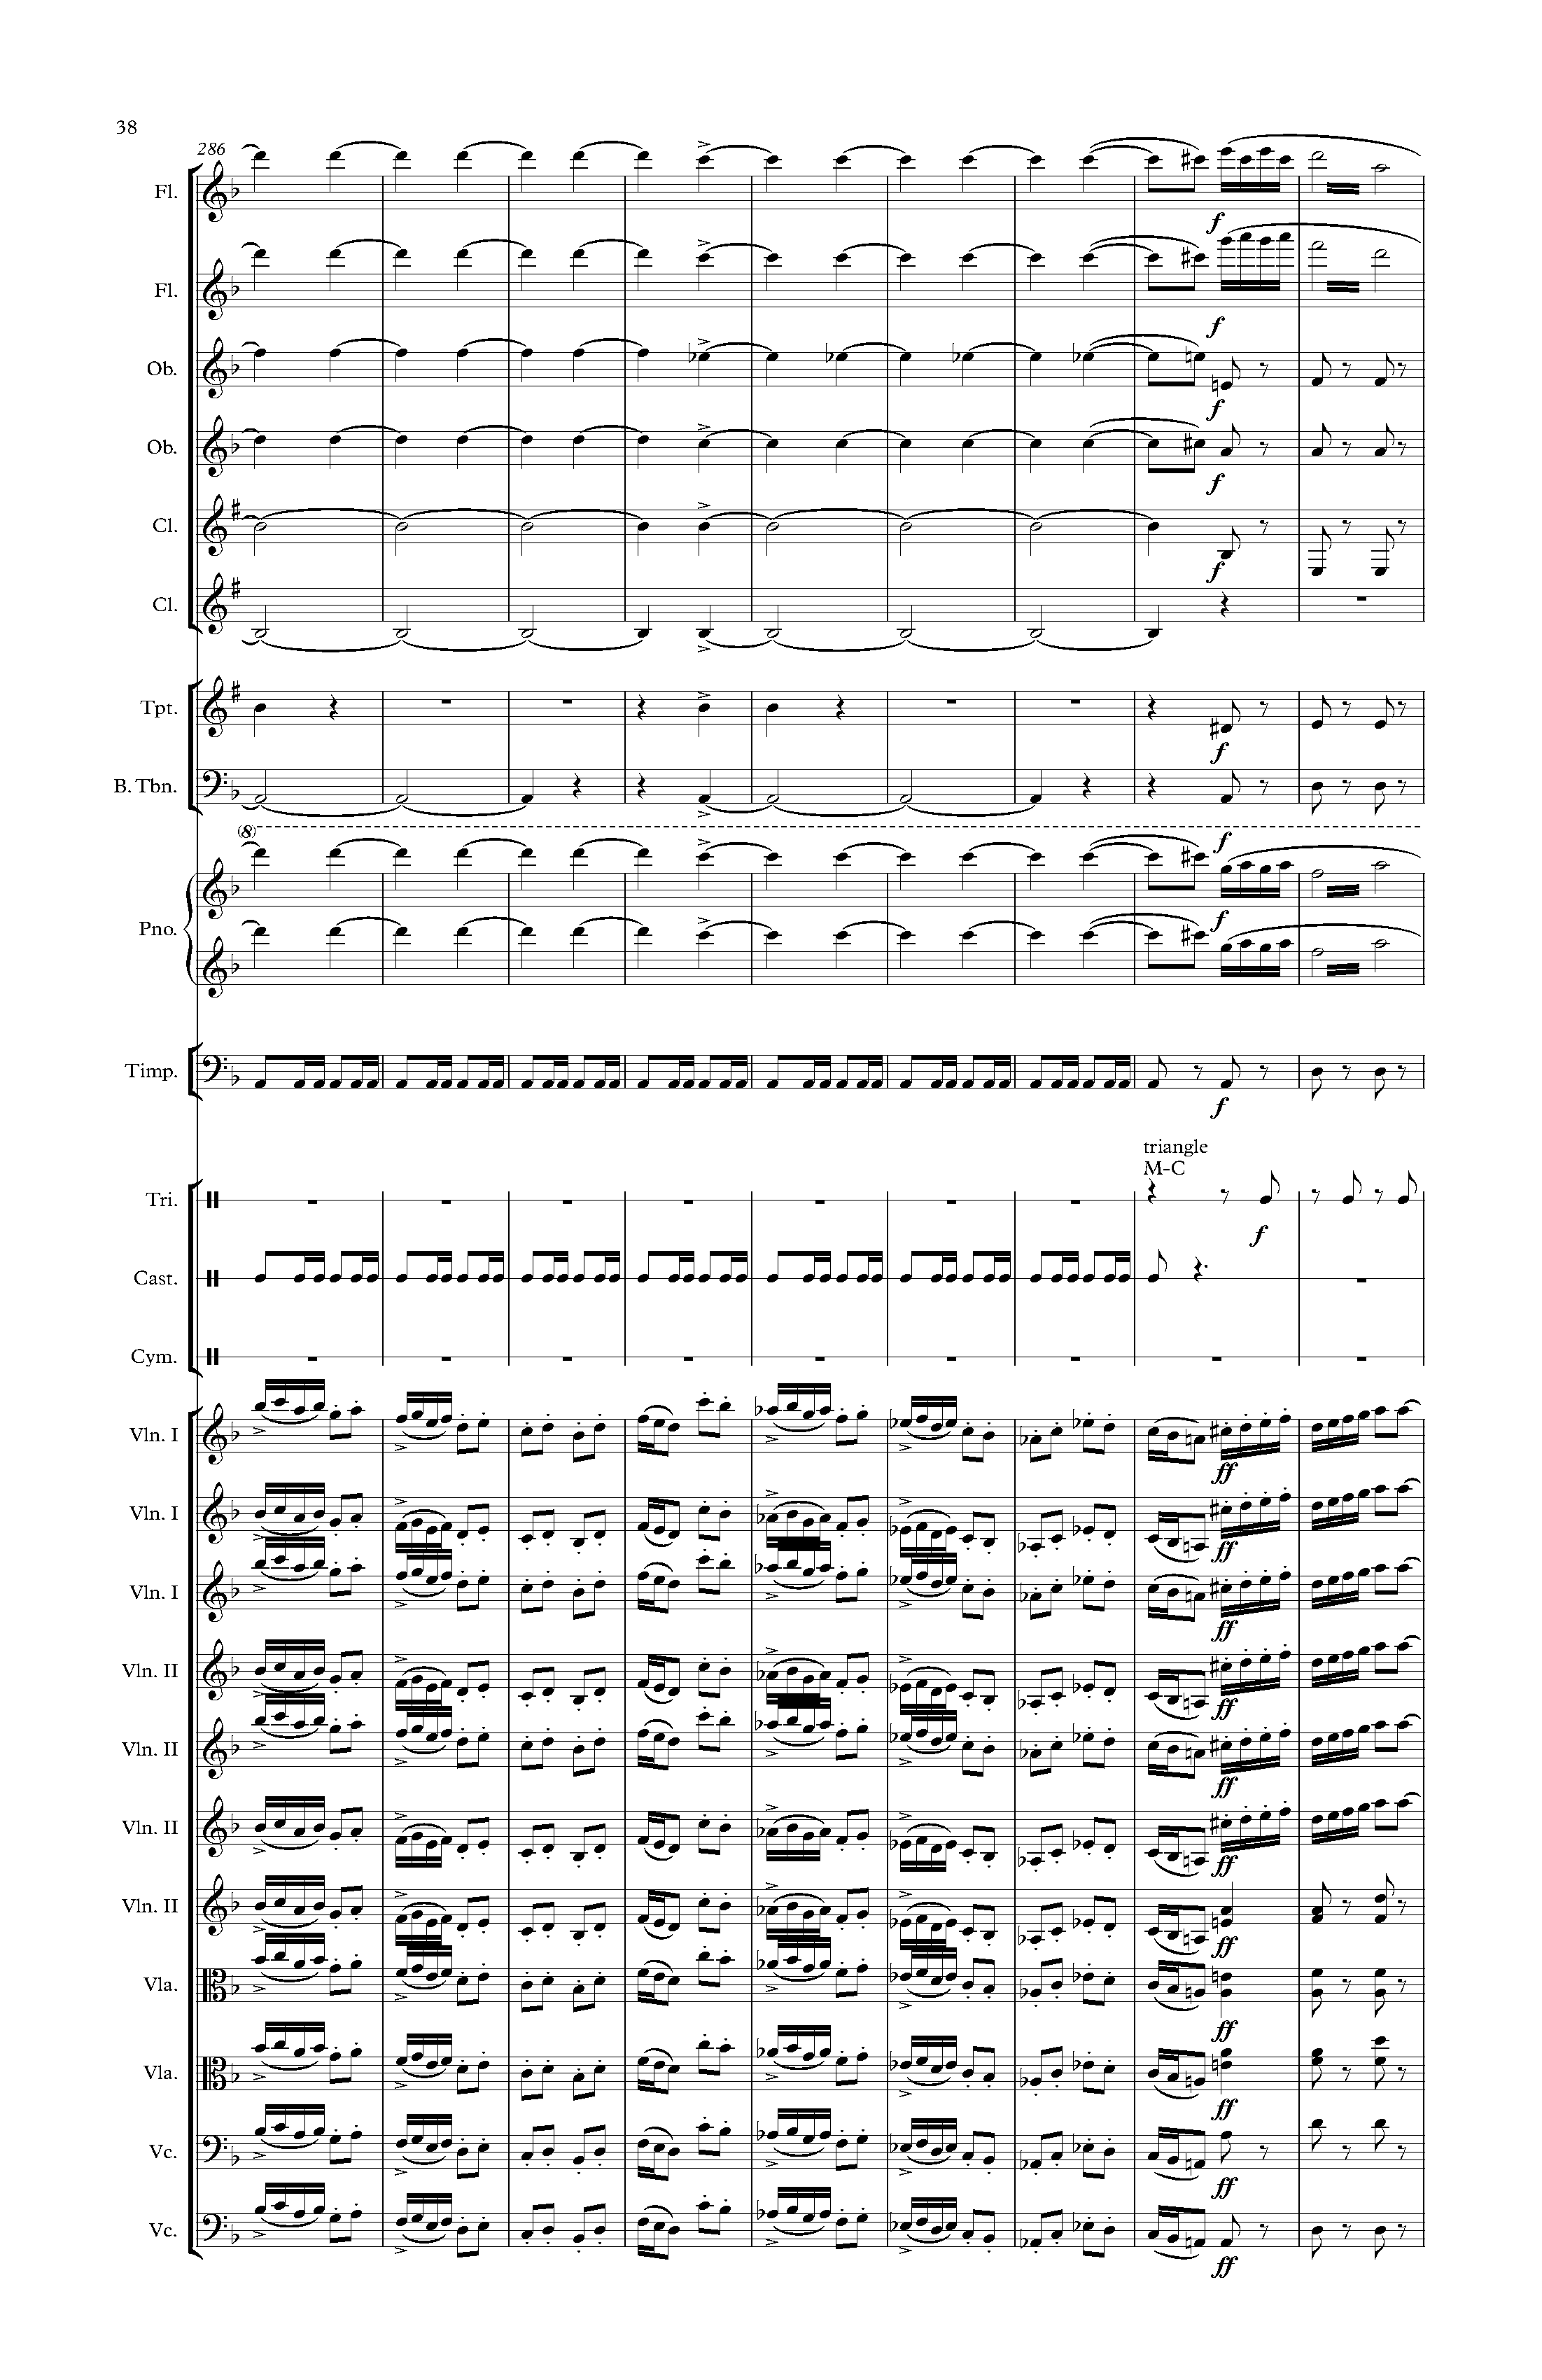 38
286
Fl.
f
Fl.
f
Ob.
f
Ob.
f
Cl.
f
Cl.
Tpt.
f
B. Tbn.
f
(8)
Pno.
f
Timp.
f
triangle
M-C
Tri.
f
Cast.
Cym.
Vln. I
ff
Vln. I
ff
Vln. I
ff
Vln. II
ff
Vln. II
ff
Vln. II
ff
Vln. II
ff
Vla.
ff
Vla.
ff
Vc.
ff
Vc.
ff